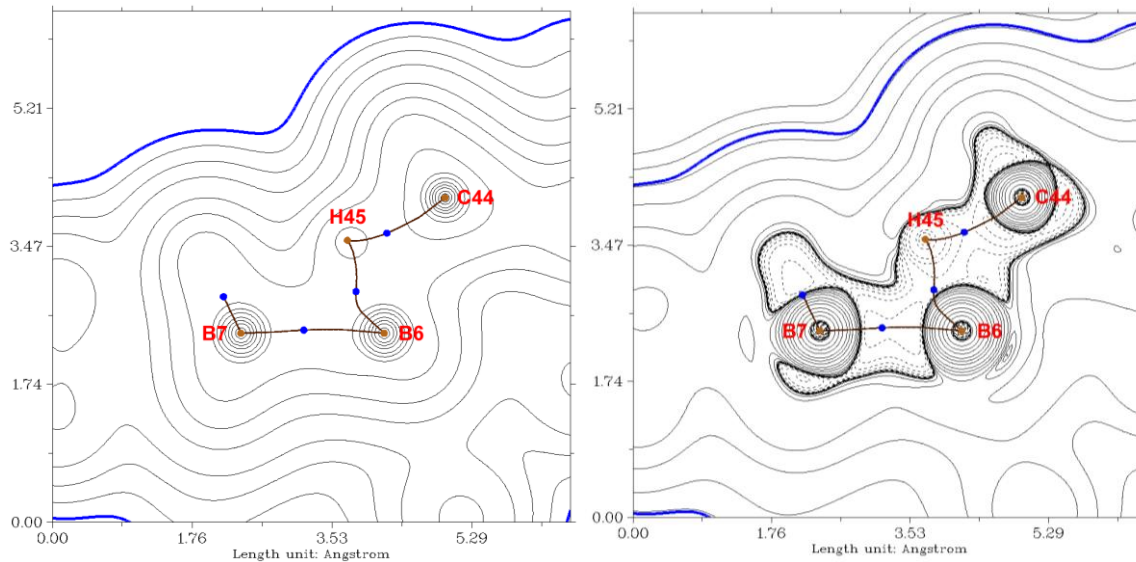 5.21
C44
H45
3.47
B7
B6
1.74
0.00
0.00
1.76
3.53
5.29
Length unit: Angstrom
5.21
C44
H45
3.47
B7
B6
1.74
0.00
0.00
1.76
3.53
5.29
Length unit: Angstrom